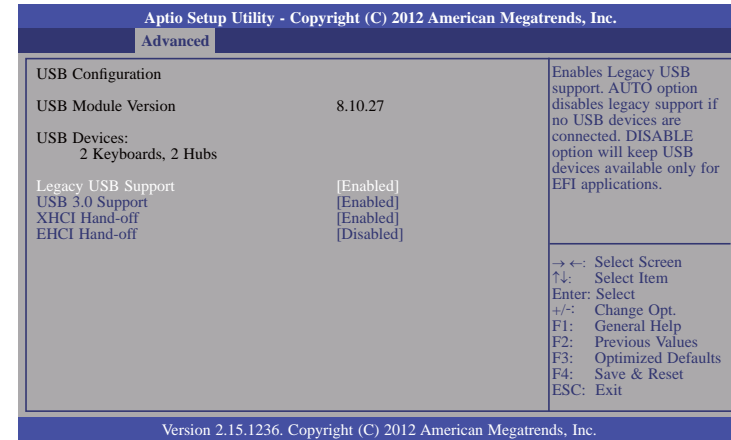 Aptio Setup Utility - Copyright (C) 2012 American Megatrends, Inc.
Advanced
USB Configuration
USB Module Version 8.10.27
USB Devices:
2 Keyboards, 2 Hubs
Legacy USB Support [Enabled]
USB 3.0 Support [Enabled]
XHCI Hand-off [Enabled]
EHCI Hand-off [Disabled]
Enables Legacy USB
support. AUTO option
disables legacy support if
no USB devices are
connected. DISABLE
option will keep USB
devices available only for
EFI applications.
→ ←: Select Screen
↑↓: Select Item
Enter: Select
+/-: Change Opt.
F1: General Help
F2: Previous Values
F3: Optimized Defaults
F4: Save & Reset
ESC: Exit
Version 2.15.1236. Copyright (C) 2012 American Megatrends, Inc.